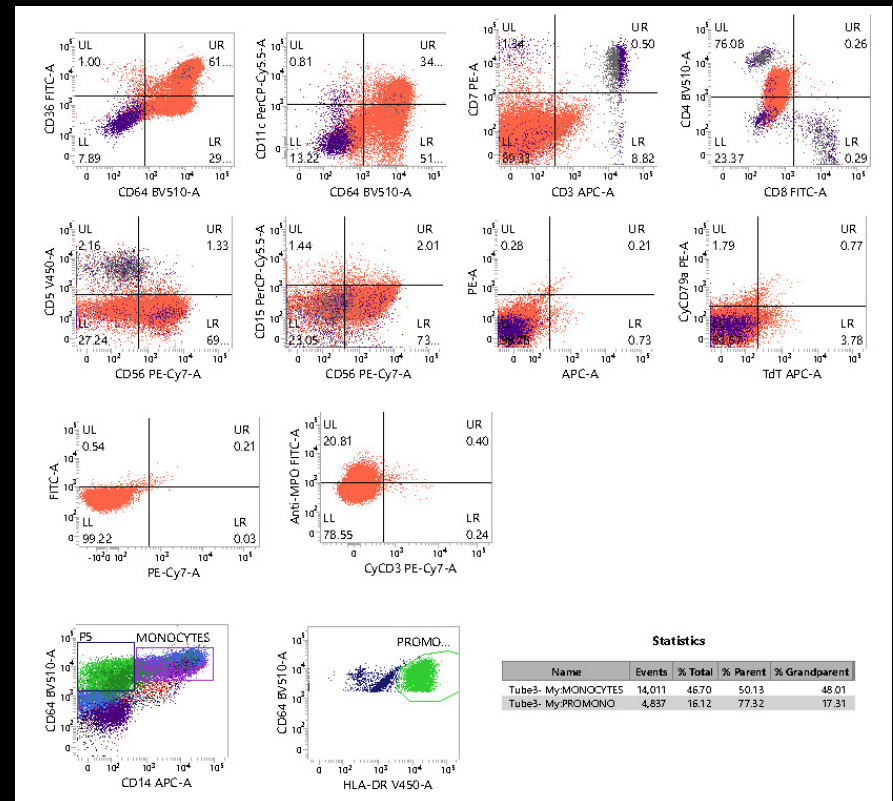 UL
UR
1.00
61...
LL
LR
7.89
29...
CD36 FITC-A
CD64 BV510-A
UL
UR
0.81
34...
LL
LR
13.22
51...
CD11c PerCP-Cy5.5-A
CD64 BV510-A
UL
UR
1.34
0.50
LL
LR
89.33
8.82
CD7 PE-A
CD3 APC-A
UL
UR
76.08
0.26
LL
LR
23.37
0.29
CD4 BV510-A
CD8 FITC-A
UL
UR
2.16
1.33
LL
LR
27.24
69...
CD5 V450-A
CD56 PE-Cy7-A
UL
UR
1.44
2.01
LL
LR
23.05
73...
CD15 PerCP-Cy5.5-A
CD56 PE-Cy7-A
UL
UR
0.28
0.21
LL
LR
0.73
PE-A
APC-A
UL
UR
1.79
0.77
LR
3.78
CyCD79a PE-A
TdT APC-A
UL
UR
0.54
0.21
LL
LR
99.22
0.03
FITC-A
PE-Cy7-A
UL
UR
20.81
0.40
LL
LR
78.55
0.24
Anti-MPO FITC-A
CyCD3 PE-Cy7-A
P5
MONOCYTES
CD64 BV510-A
CD14 APC-A
PROMO...
CD64 BV510-A
HLA-DR V450-A
Statistics
Name Events % Total % Parent % Grandparent
Tube3- My:MONOCYTES 14,011 46.70 50.13 48.01
Tube3- My:PROMONO 4,837 16.12 77.32 17.31